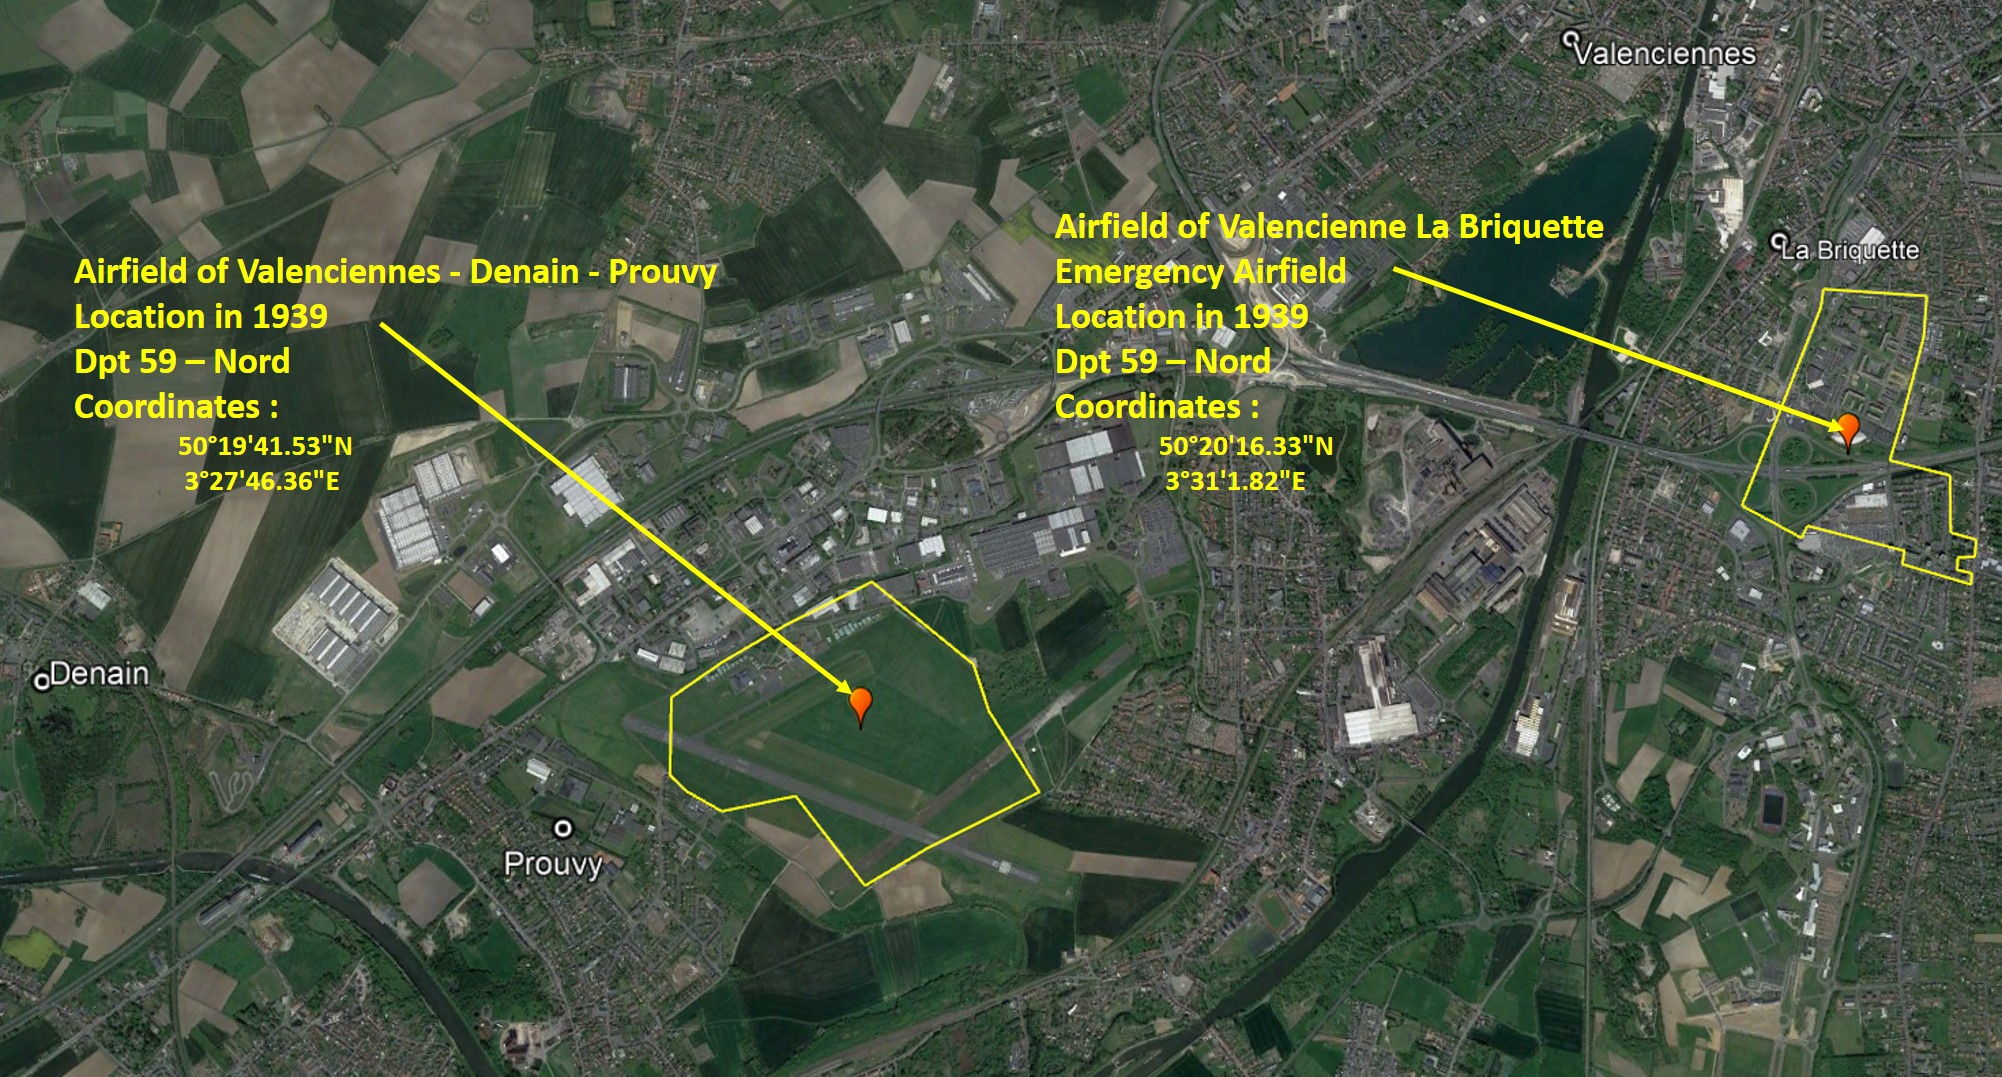 Valenciennes
Airfield of Valencienne La Briquette
Emergency Airfield
Location in 1939
Dpt 59 – Nord
Coordinates :
50°20'16.33"N
3°31'1.82"E
La Briquette
Airfield of Valenciennes - Denain - Prouvy
Location in 1939
Dpt 59 – Nord
Coordinates :
50°19'41.53"N
3°27'46.36"E
Denain
Prouvy